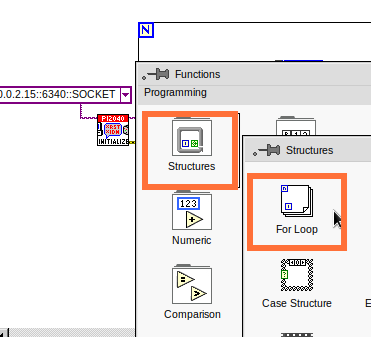 N
0.0.2.15::6340::SOCKET
Functions
Programming
PI2040
INITIALIZE
Structures
Structures
i
N
i
For Loop
123
Numeric
Case Structure
Comparison